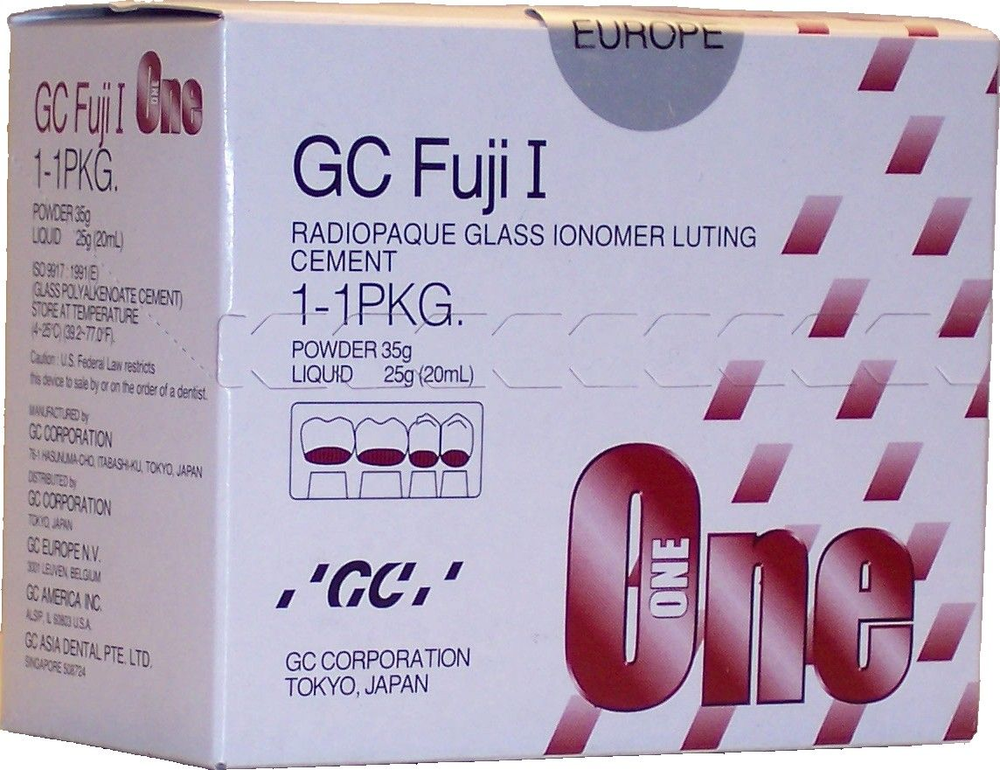 GC Fuji I One
ONE
1-1PKG.
POWDER 35g
LIQUID 25g (20mL)
ISO 9917 : 1991(E)
(GLASS POLYALKENOATE CEMENT)
STORE AT TEMPERATURE
(4~25°C) (39.2~77.0°F).
Caution : U.S. Federal Law restricts
this device to sale by or on the order of a dentist.
MANUFACTURED by
GC CORPORATION
76-1 HASUNUMA-CHO, ITABASHI-KU, TOKYO, JAPAN
DISTRIBUTED by
GC CORPORATION
TOKYO, JAPAN
GC EUROPE N.V.
3001 LEUVEN, BELGIUM
GC AMERICA INC.
ALSIP, IL 60803 U.S.A.
GC ASIA DENTAL PTE. LTD.
SINGAPORE 508724
EUROPE
GC Fuji I
RADIOPAQUE GLASS IONOMER LUTING
CEMENT
1-1PKG.
POWDER 35g
LIQUID 25g (20mL)
GC
GC CORPORATION
TOKYO, JAPAN
One
ONE